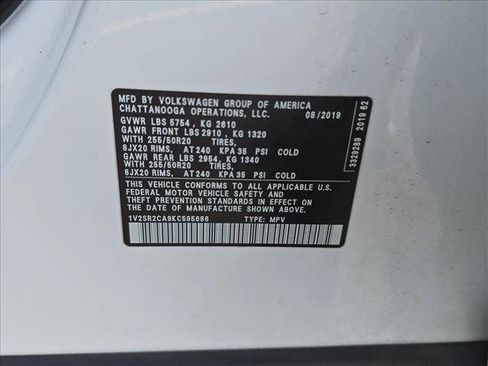 MFD BY VOLKSWAGEN GROUP OF AMERICA
CHATTANOOGA OPERATIONS, LLC. 08/2019
GVWR LBS 5754 , KG 2610
GAWR FRONT LBS 2910 , KG 1320
WITH 255/50R20 TIRES,
8JX20 RIMS, AT 240 KPA 35 PSI COLD
GAWR REAR LBS 2954, KG 1340
WITH 255/50R20 TIRES,
8JX20 RIMS, AT 240 KPA 35 PSI COLD
THIS VEHICLE CONFORMS TO ALL APPLICABLE U.S.
FEDERAL MOTOR VEHICLE SAFETY AND
THEFT PREVENTION STANDARDS IN EFFECT ON
THE DATE OF MANUFACTURE SHOWN ABOVE.
1V2SR2CA9KC595686 TYPE: MPV
3329289 2019 62